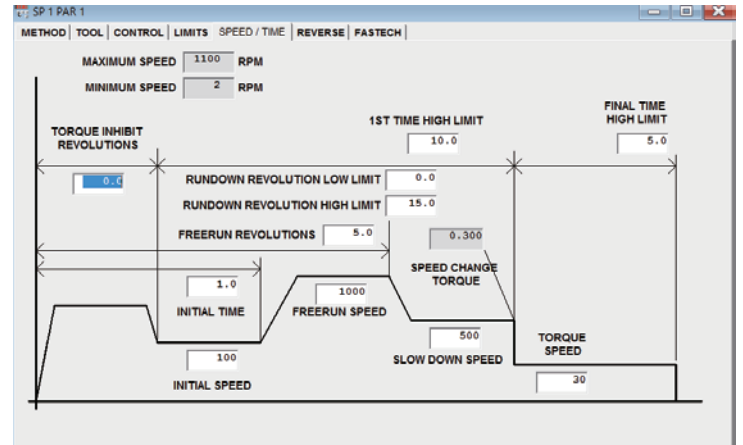 SP 1 PAR 1
METHOD TOOL CONTROL LIMITS SPEED / TIME REVERSE FASTECH
MAXIMUM SPEED 1100 RPM
MINIMUM SPEED 2 RPM
TORQUE INHIBIT
REVOLUTIONS
0.0
1ST TIME HIGH LIMIT
10.0
FINAL TIME
HIGH LIMIT
5.0
RUNDOWN REVOLUTION LOW LIMIT 0.0
RUNDOWN REVOLUTION HIGH LIMIT 15.0
FREERUN REVOLUTIONS 5.0
0.300
SPEED CHANGE
TORQUE
1.0
INITIAL TIME
1000
FREERUN SPEED
100
INITIAL SPEED
500
SLOW DOWN SPEED
TORQUE
SPEED
30